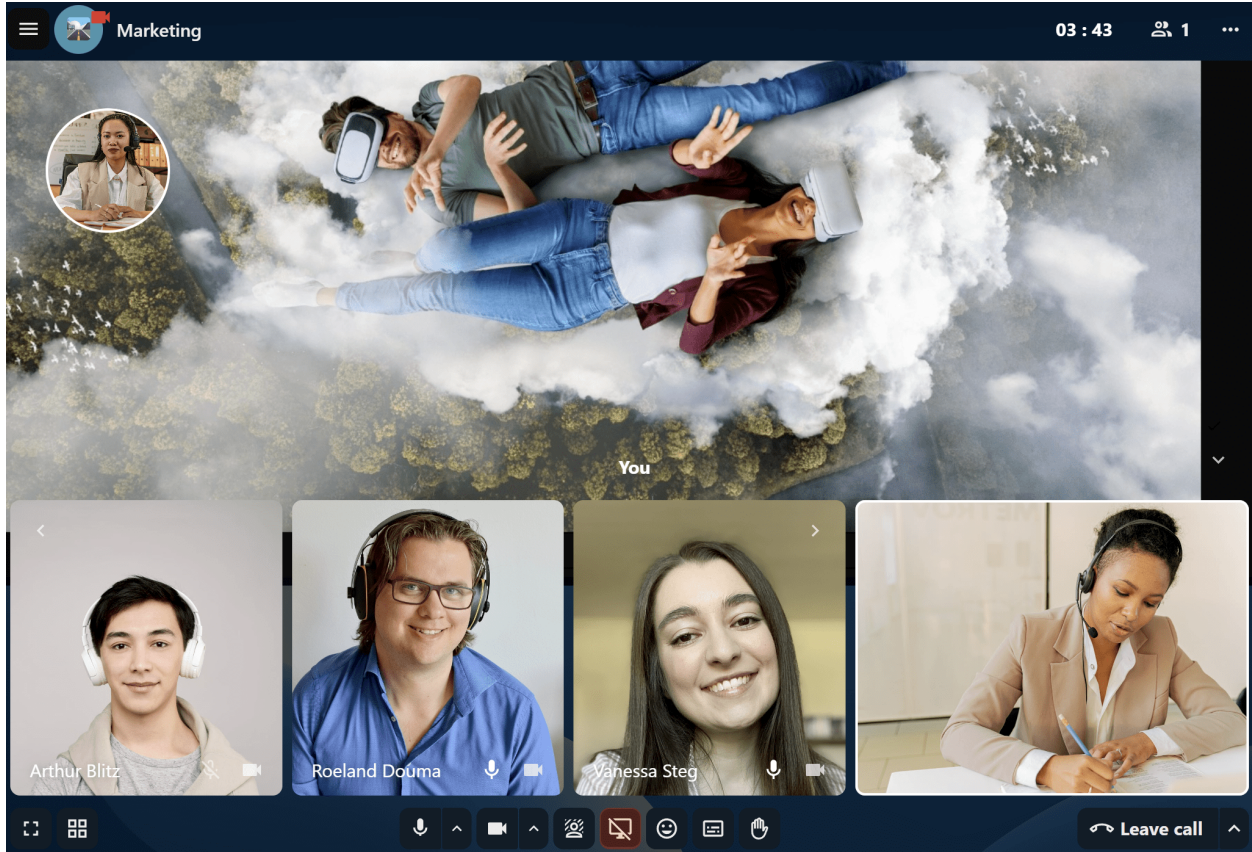 Marketing
03 : 43
1
You
Arthur Blitz
Roeland Douma
Vanessa Steg
Leave call